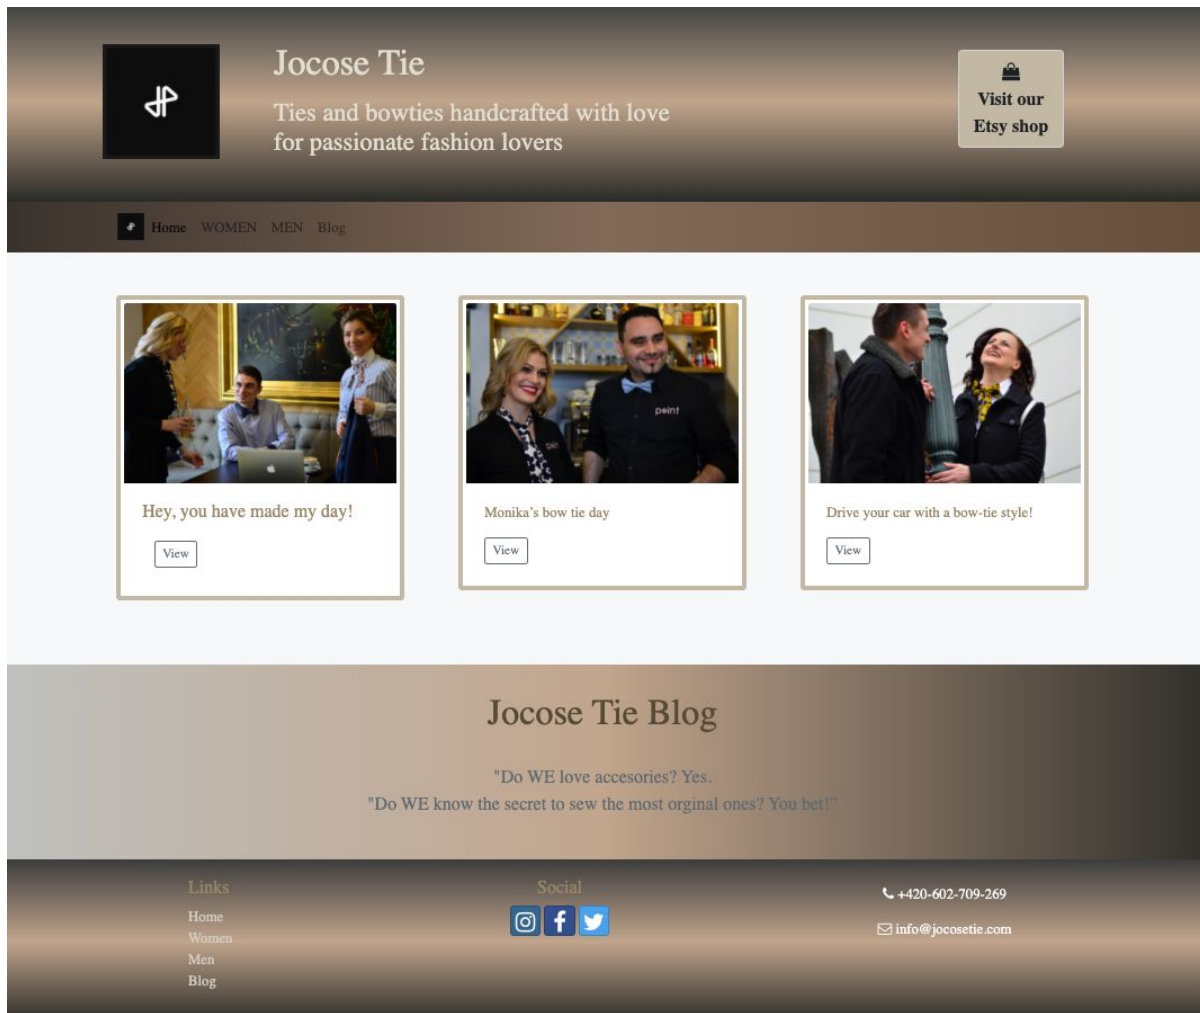 Jocose Tie
Ties and bowties handcrafted with love
for passionate fashion lovers
Visit our
Etsy shop
Home WOMEN MEN Blog
point
Hey, you have made my day!
View
Monika's bow tie day
View
Drive your car with a bow-tie style!
View
Jocose Tie Blog
"Do WE love accesories? Yes.
"Do WE know the secret to sew the most orginal ones? You bet!"
Links
Home
Women
Men
Blog
Social
+420-602-709-269
info@jocosetie.com